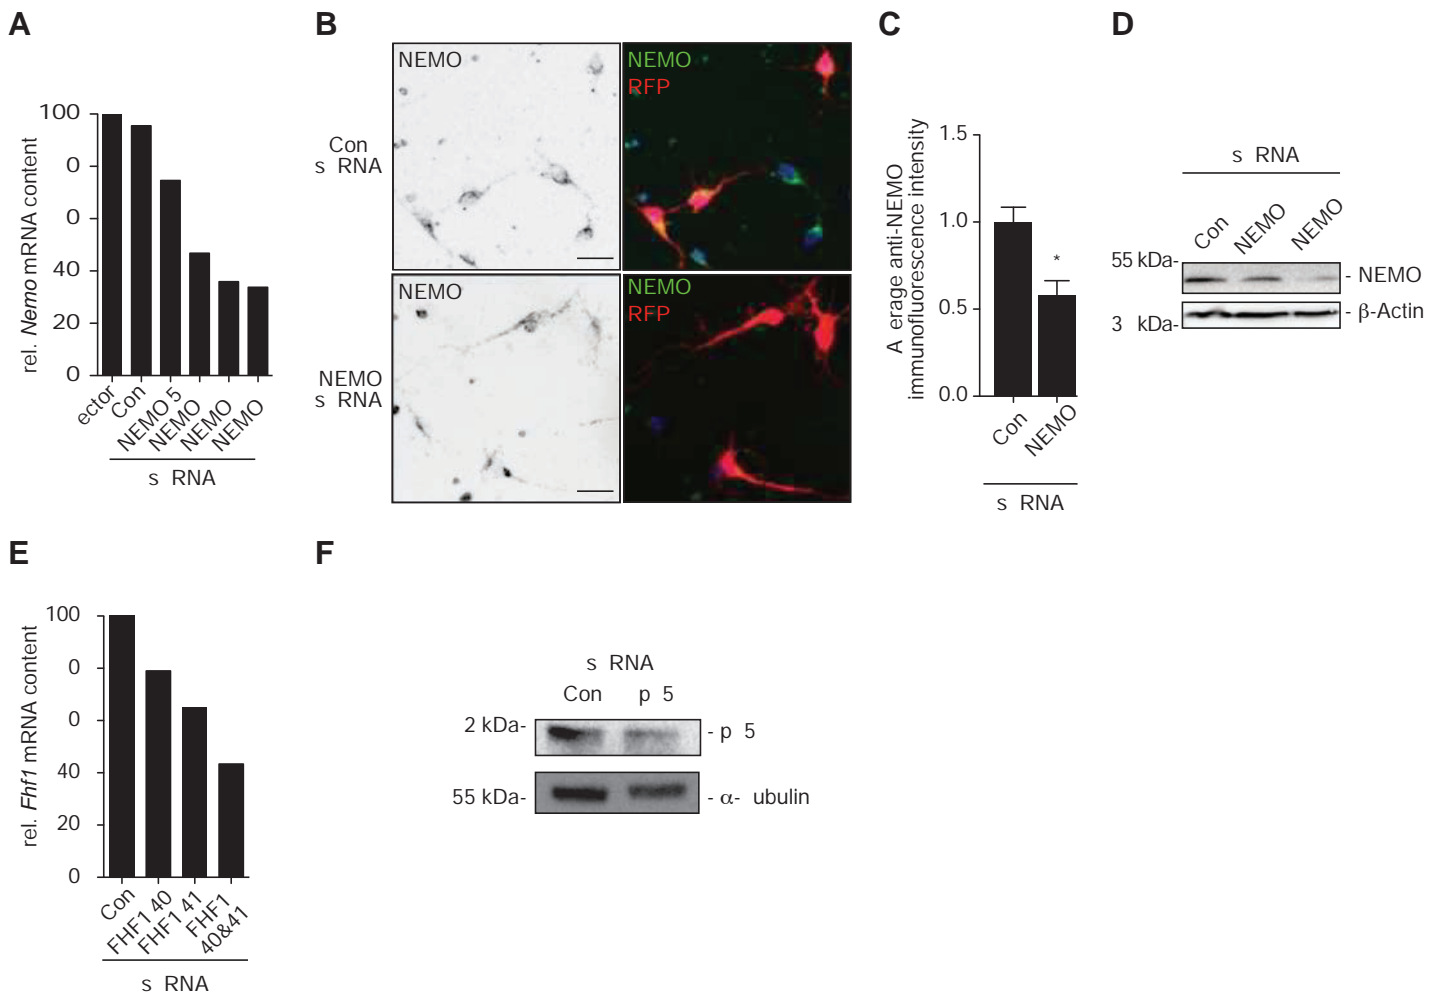 A
rel. Nemo mRNA content
100
0
0
40
20
0
ector
Con
NEMO 5
NEMO
NEMO
NEMO
s RNA
B
Con
s RNA
NEMO
NEMO
RFP
NEMO
s RNA
NEMO
NEMO
RFP
C
A erage anti-NEMO
immunofluorescence intensity
1.5
1.0
0.5
0.0
*
Con
NEMO
s RNA
D
s RNA
Con
NEMO
NEMO
55 kDa-
- NEMO
- β-Actin
3 kDa-
E
rel. Fhf1 mRNA content
100
0
0
40
20
0
Con
FHF1 40
FHF1 41
FHF1
40&41
s RNA
F
s RNA
Con p 5
2 kDa-
- p 5
55 kDa-
- α- ubulin